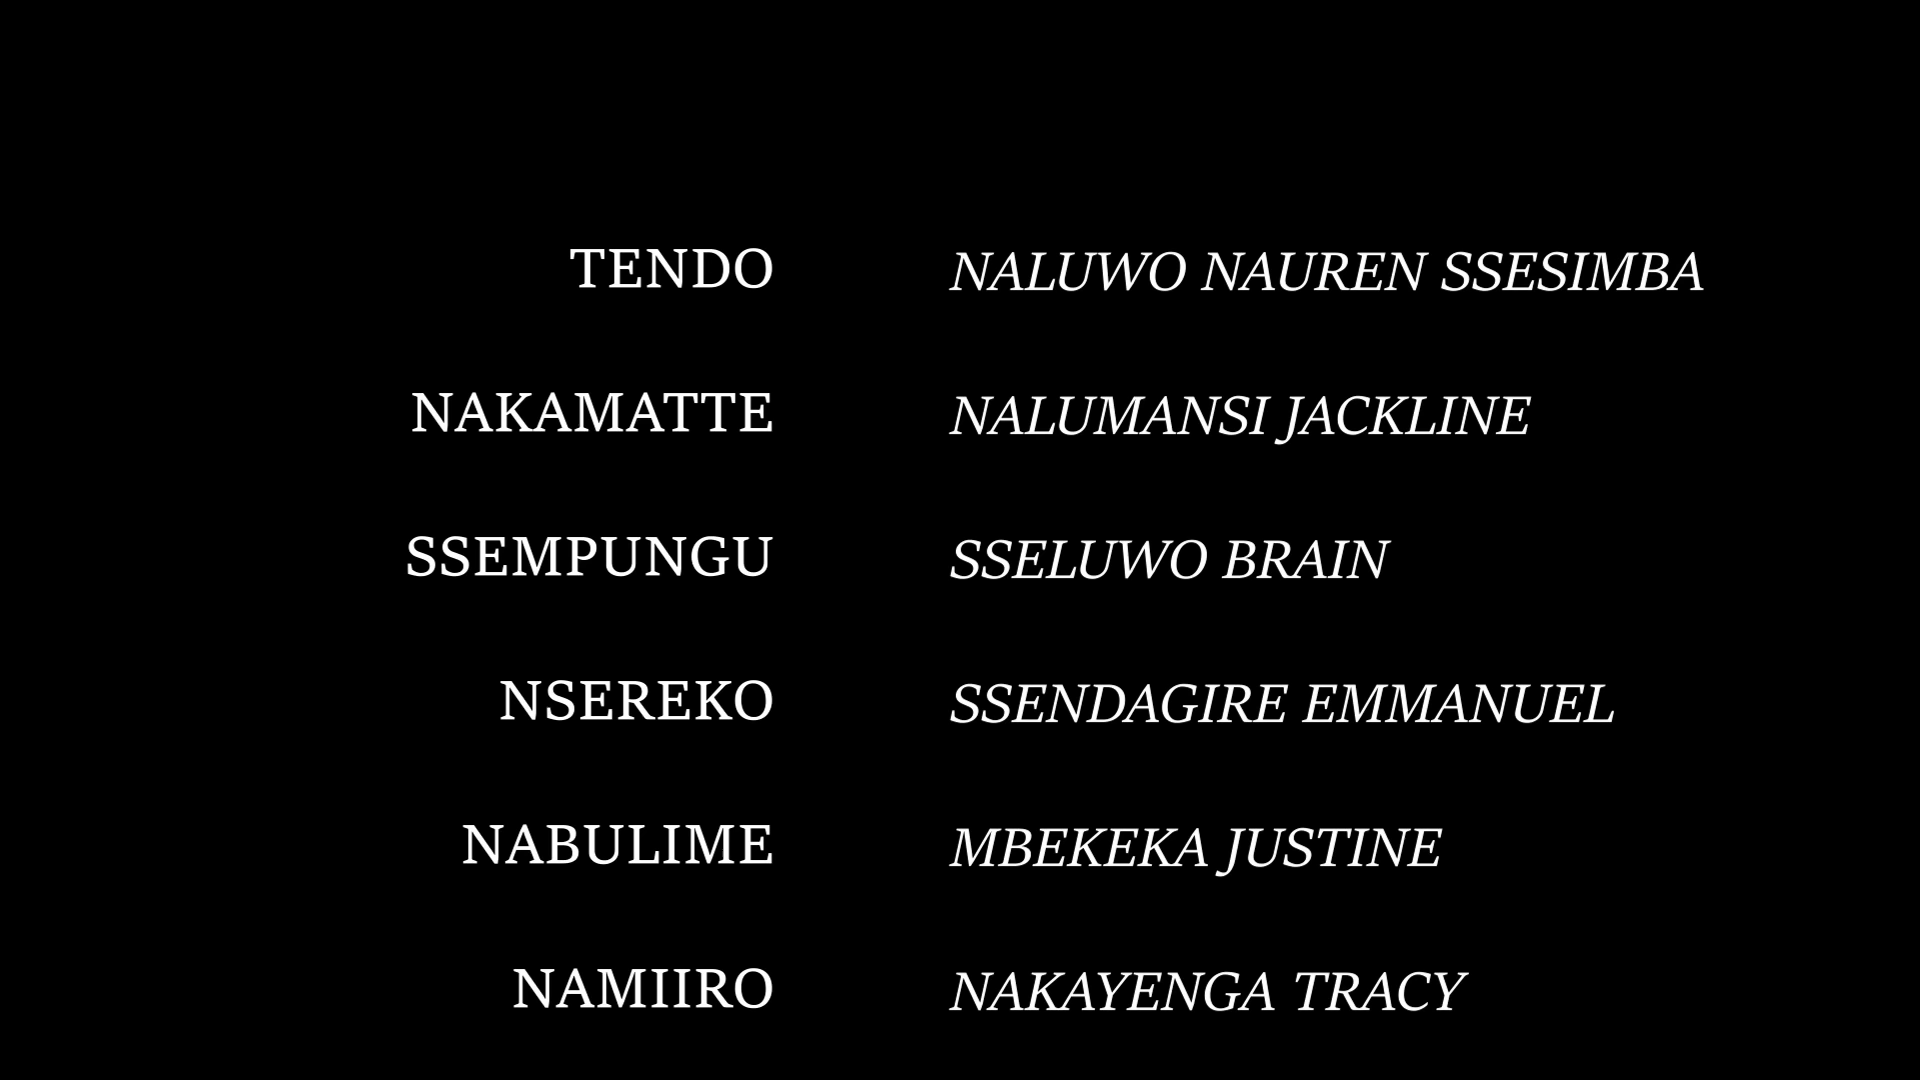 TENDO NALUWO NAUREN SSESIMBA
NAKAMATTE NALUMANSI JACKLINE
SSEMPUNGU SSELUWO BRAIN
NSEREKO SSENDAGIRE EMMANUEL
NABULIME MBEKEKA JUSTINE
NAMIIRO NAKAYENGA TRACY